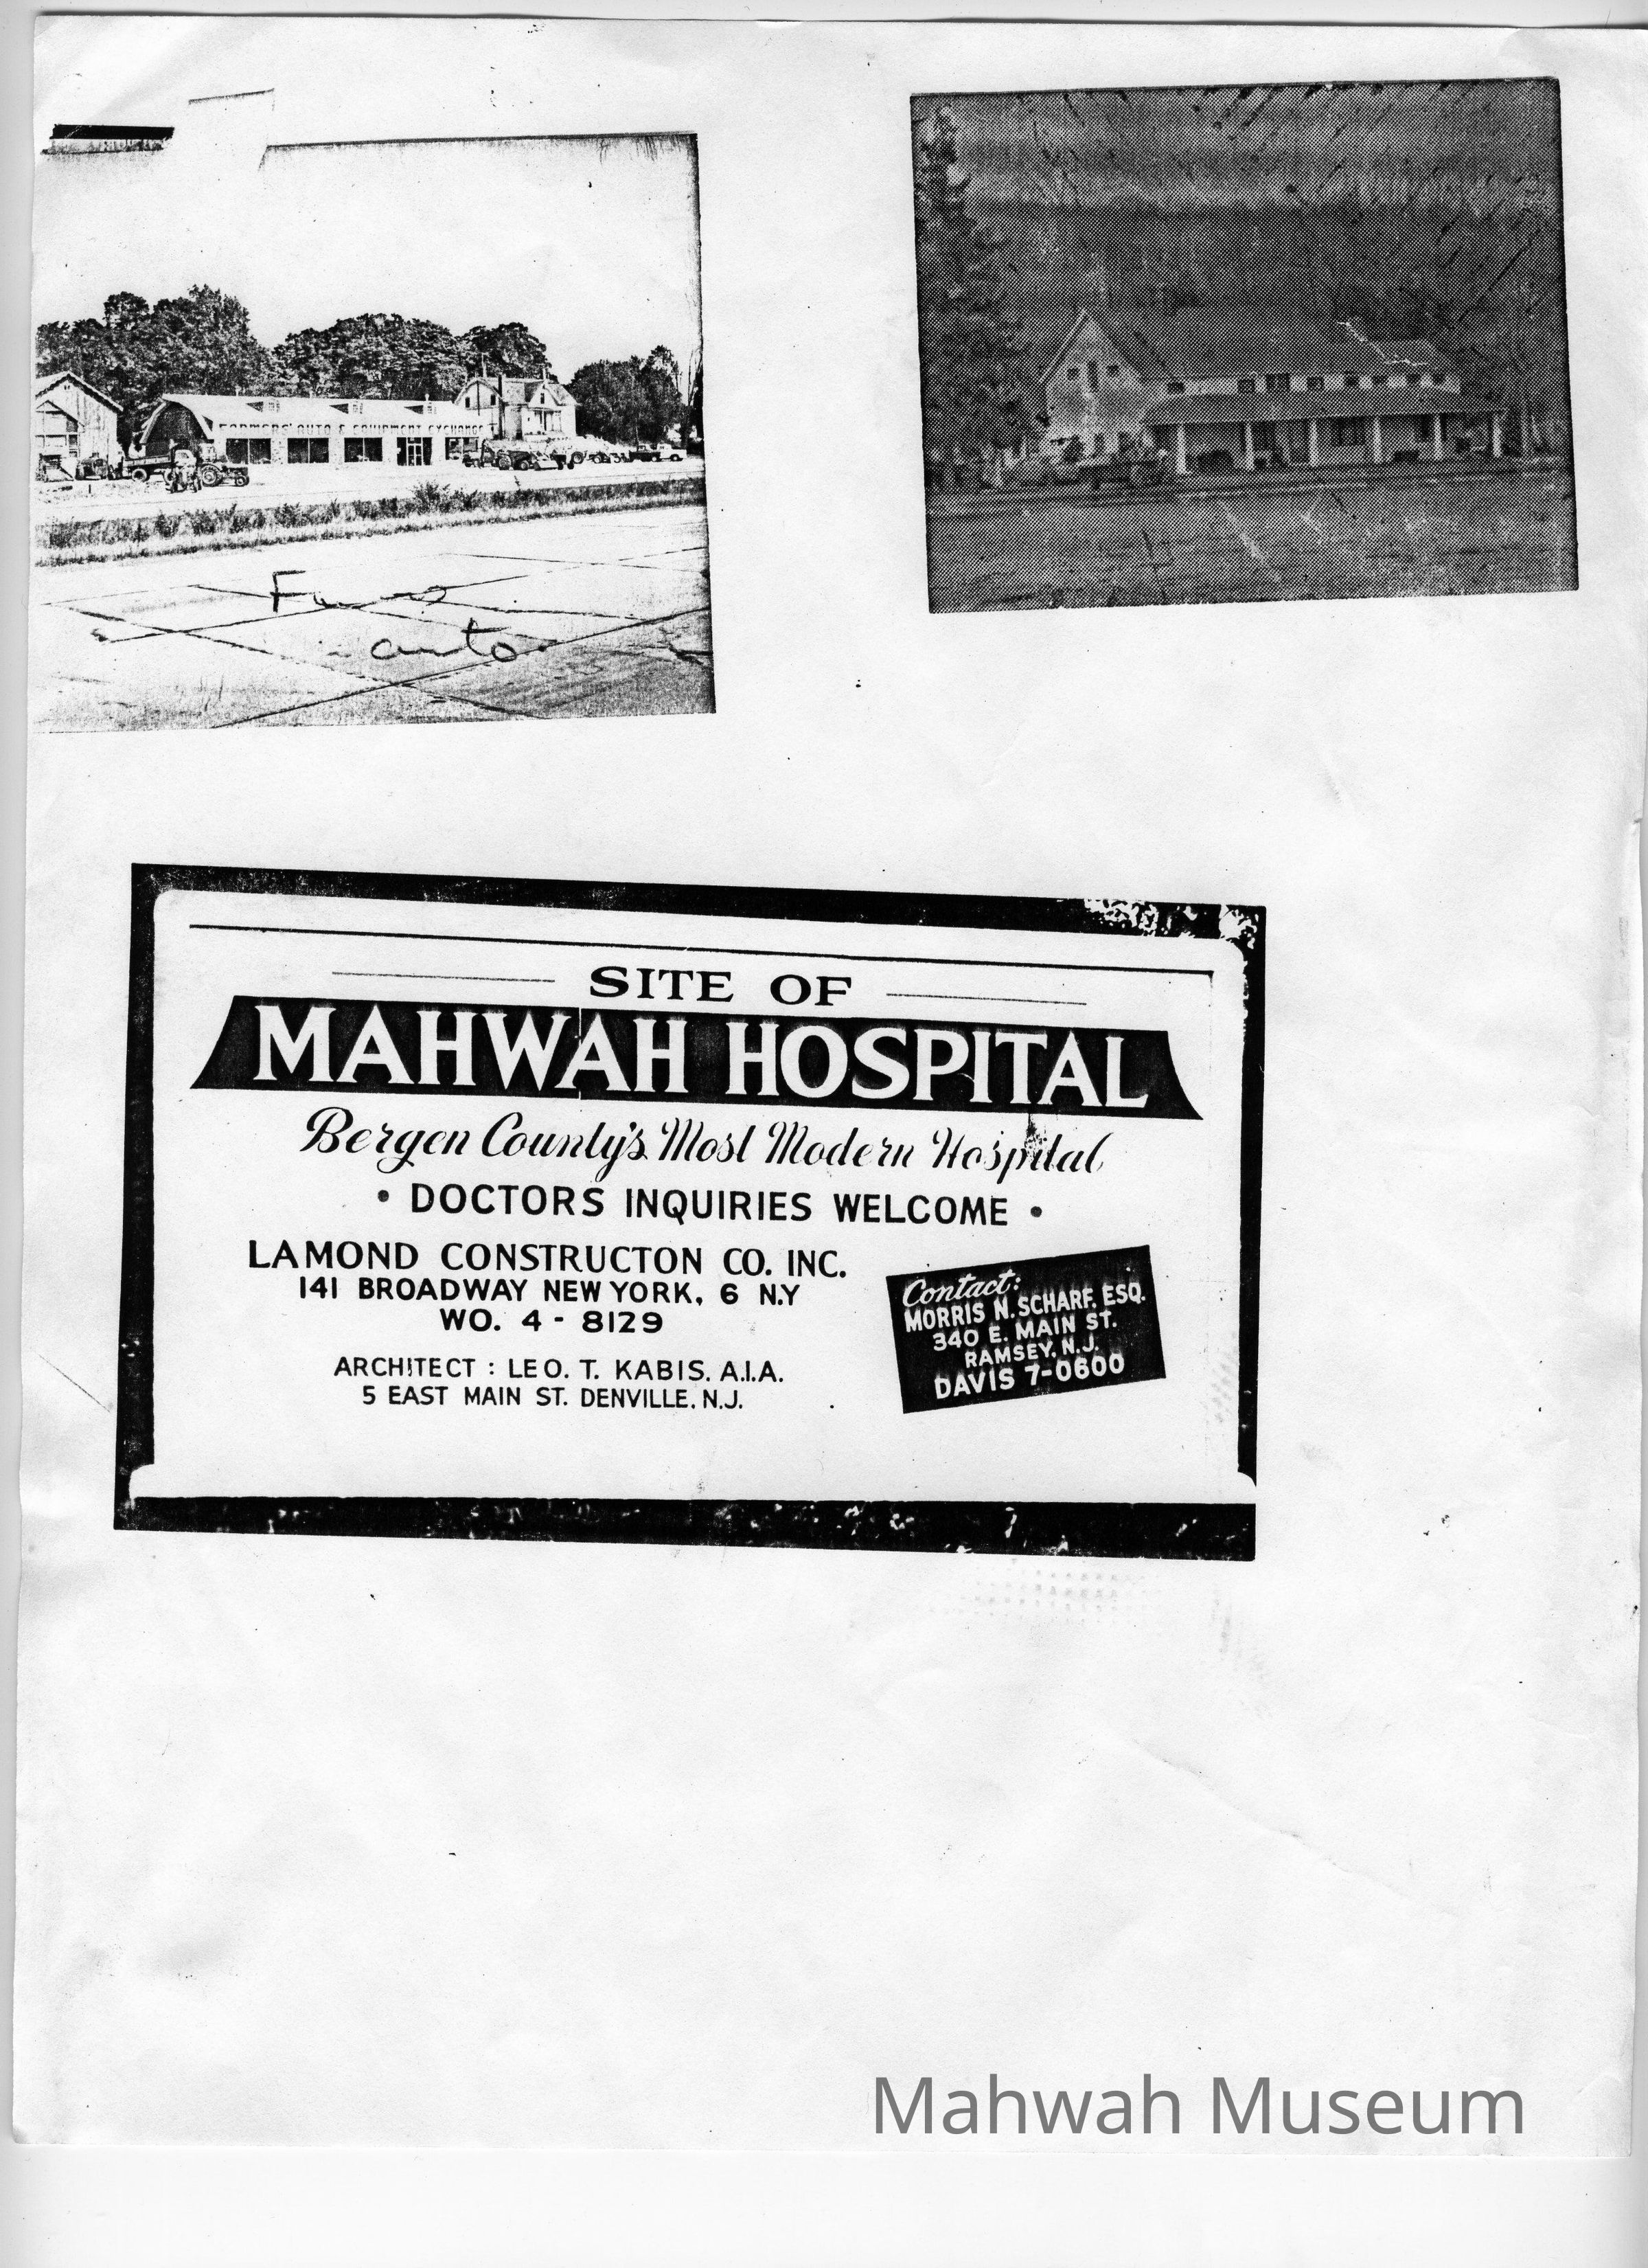 FARMERS' AUTO & EQUIPMENT EXCHANGE
auto
SITE OF
MAHWAH HOSPITAL
Bergen County's Most Modern Hospital
• DOCTORS INQUIRIES WELCOME •
LAMOND CONSTRUCTON CO. INC.
141 BROADWAY NEW YORK, 6 N.Y
WO. 4 - 8129
ARCHITECT : LEO. T. KABIS. A.I.A.
5 EAST MAIN ST. DENVILLE. N.J.
Contact:
MORRIS N. SCHARF. ESQ.
340 E. MAIN ST.
RAMSEY. N.J.
DAVIS 7-0600
Mahwah Museum